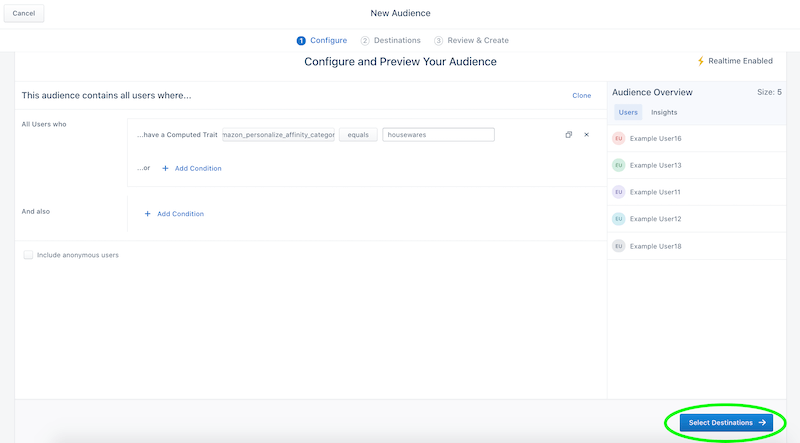 Cancel
New Audience
1 Configure 2 Destinations 3 Review & Create
Configure and Preview Your Audience
Realtime Enabled
This audience contains all users where...
Clone
Audience Overview
Size: 5
Users Insights
All Users who
...have a Computed Trait mazon_personalize_affinity_categor equals housewares
...or + Add Condition
And also
+ Add Condition
Include anonymous users
EU Example User16
EU Example User13
EU Example User11
EU Example User12
EU Example User18
Select Destinations →